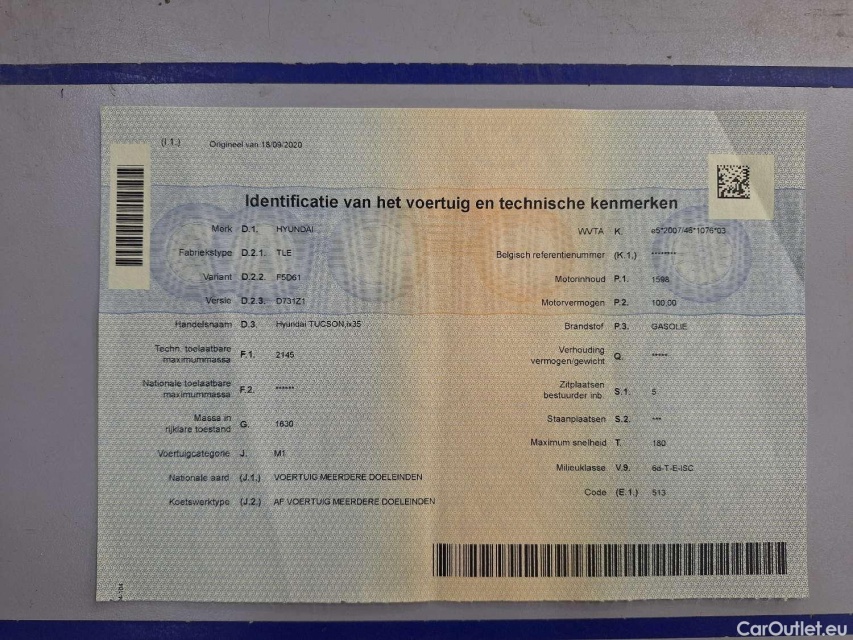 (I.1.) Origineel van 18/09/2020
Identificatie van het voertuig en technische kenmerken
Merk D.1. HYUNDAI
Fabriekstype D.2.1. TLE
Variant D.2.2. F5D61
Versie D.2.3. D731Z1
Handelsnaam D.3. Hyundai TUCSON,ix35
Techn. toelaatbare
maximummassa F.1. 2145
Nationale toelaatbare
maximummassa F.2. ******
Massa in
rijklare toestand G. 1630
Voertuigcategorie J. M1
Nationale aard (J.1.) VOERTUIG MEERDERE DOELEINDEN
Koetswerktype (J.2.) AF VOERTUIG MEERDERE DOELEINDEN
WVTA K. e5*2007/46*1076*03
Belgisch referentienummer (K.1.) ********
Motorinhoud P.1. 1598
Motorvermogen P.2. 100,00
Brandstof P.3. GASOLIE
Verhouding
vermogen/gewicht Q. *****
Zitplaatsen
bestuurder inb. S.1. 5
Staanplaatsen S.2. ***
Maximum snelheid T. 180
Milieuklasse V.9. 6d-T-E-ISC
Code (E.1.) 513
CarOutlet.eu